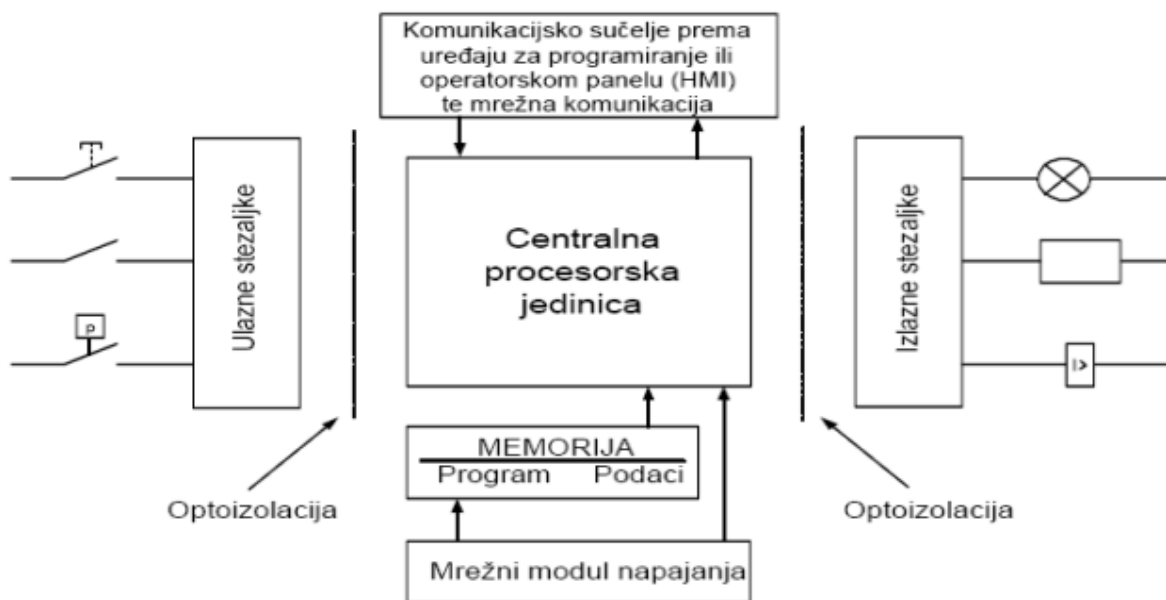 Komunikacijsko sučelje prema
uređaju za programiranje ili
operatorskom panelu (HMI)
te mrežna komunikacija
Ulazne stezaljke
p
Centralna
procesorska
jedinica
Izlazne stezaljke
I>
MEMORIJA
Program Podaci
Optoizolacija
Optoizolacija
Mrežni modul napajanja